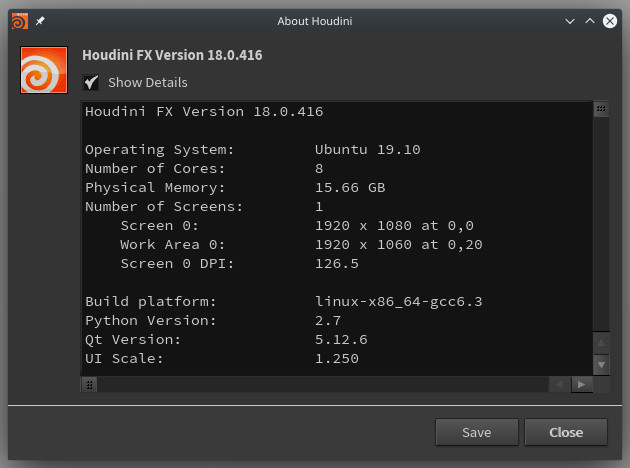 About Houdini
Houdini FX Version 18.0.416
Show Details
Houdini FX Version 18.0.416
Operating System: Ubuntu 19.10
Number of Cores: 8
Physical Memory: 15.66 GB
Number of Screens: 1
Screen 0: 1920 x 1080 at 0,0
Work Area 0: 1920 x 1060 at 0,20
Screen 0 DPI: 126.5
Build platform: linux-x86_64-gcc6.3
Python Version: 2.7
Qt Version: 5.12.6
UI Scale: 1.250
Save Close